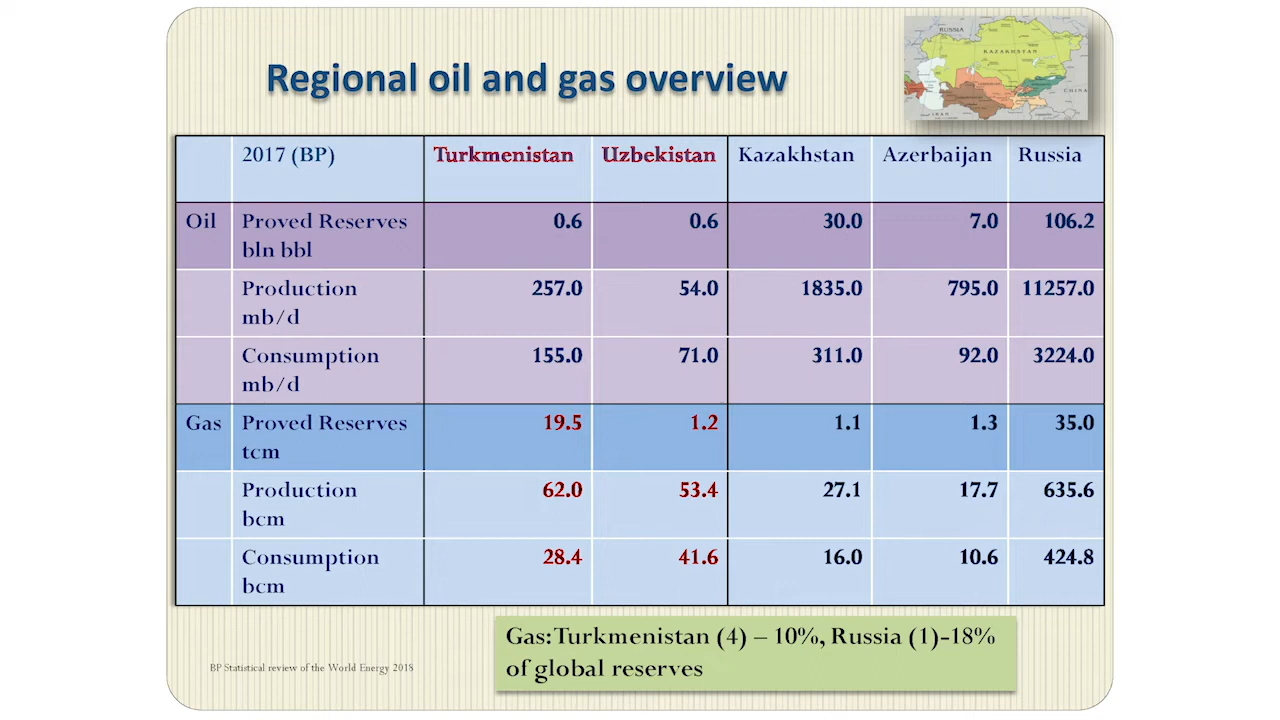 Regional oil and gas overview
RUSSIA
KAZAKHSTAN
CHINA
IRAN
2017 (BP) Turkmenistan Uzbekistan Kazakhstan Azerbaijan Russia
Oil Proved Reserves 0.6 0.6 30.0 7.0 106.2
bln bbl
Production 257.0 54.0 1835.0 795.0 11257.0
mb/d
Consumption 155.0 71.0 311.0 92.0 3224.0
mb/d
Gas Proved Reserves 19.5 1.2 1.1 1.3 35.0
tcm
Production 62.0 53.4 27.1 17.7 635.6
bcm
Consumption 28.4 41.6 16.0 10.6 424.8
bcm
Gas:Turkmenistan (4) – 10%, Russia (1)-18%
of global reserves
BP Statistical review of the World Energy 2018